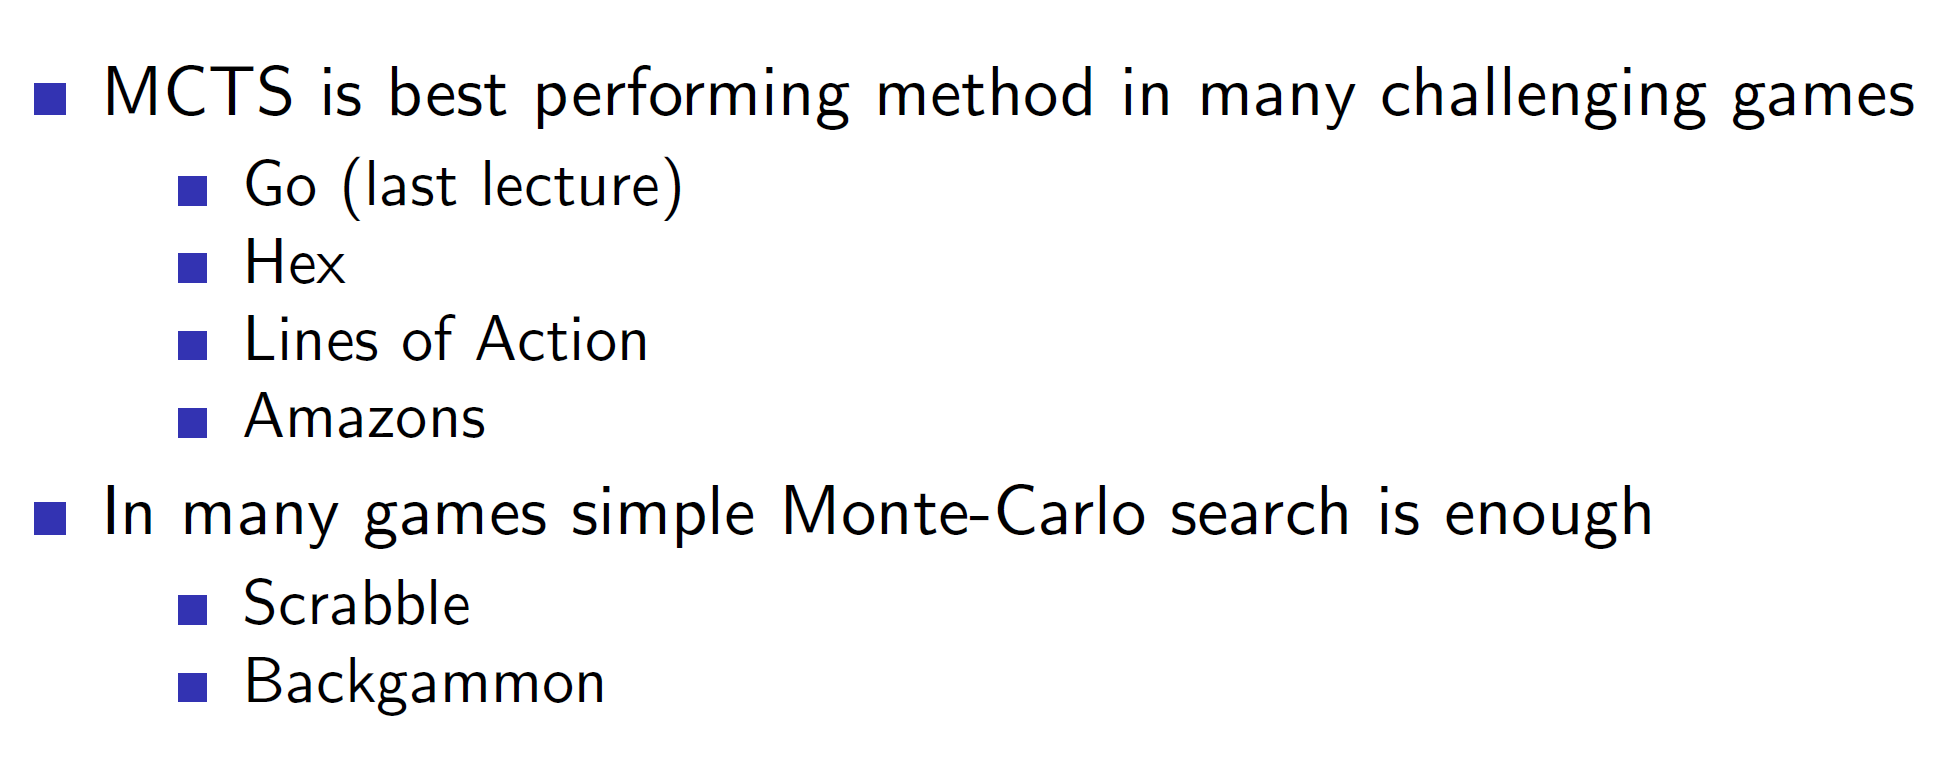 MCTS is best performing method in many challenging games
Go (last lecture)
Hex
Lines of Action
Amazons
In many games simple Monte-Carlo search is enough
Scrabble
Backgammon